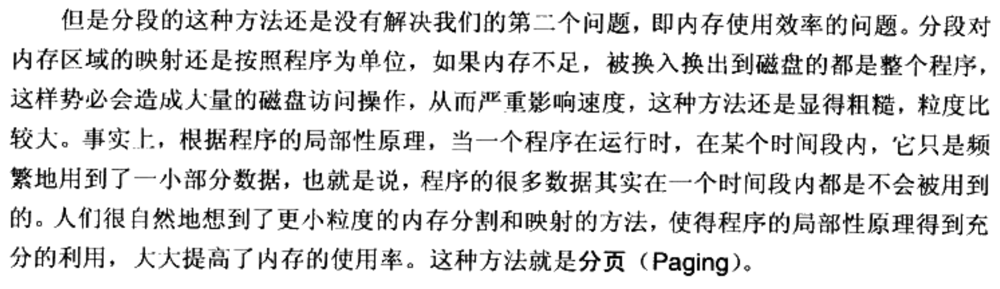 但是分段的这种方法还是没有解决我们的第二个问题，即内存使用效率的问题。分段对
内存区域的映射还是按照程序为单位，如果内存不足，被换入换出到磁盘的都是整个程序，
这样势必会造成大量的磁盘访问操作，从而严重影响速度，这种方法还是显得粗糙，粒度比
较大。事实上，根据程序的局部性原理，当一个程序在运行时，在某个时间段内，它只是频
繁地用到了一小部分数据，也就是说，程序的很多数据其实在一个时间段内都是不会被用到
的。人们很自然地想到了更小粒度的内存分割和映射的方法，使得程序的局部性原理得到充
分的利用，大大提高了内存的使用率。这种方法就是分页（Paging）。